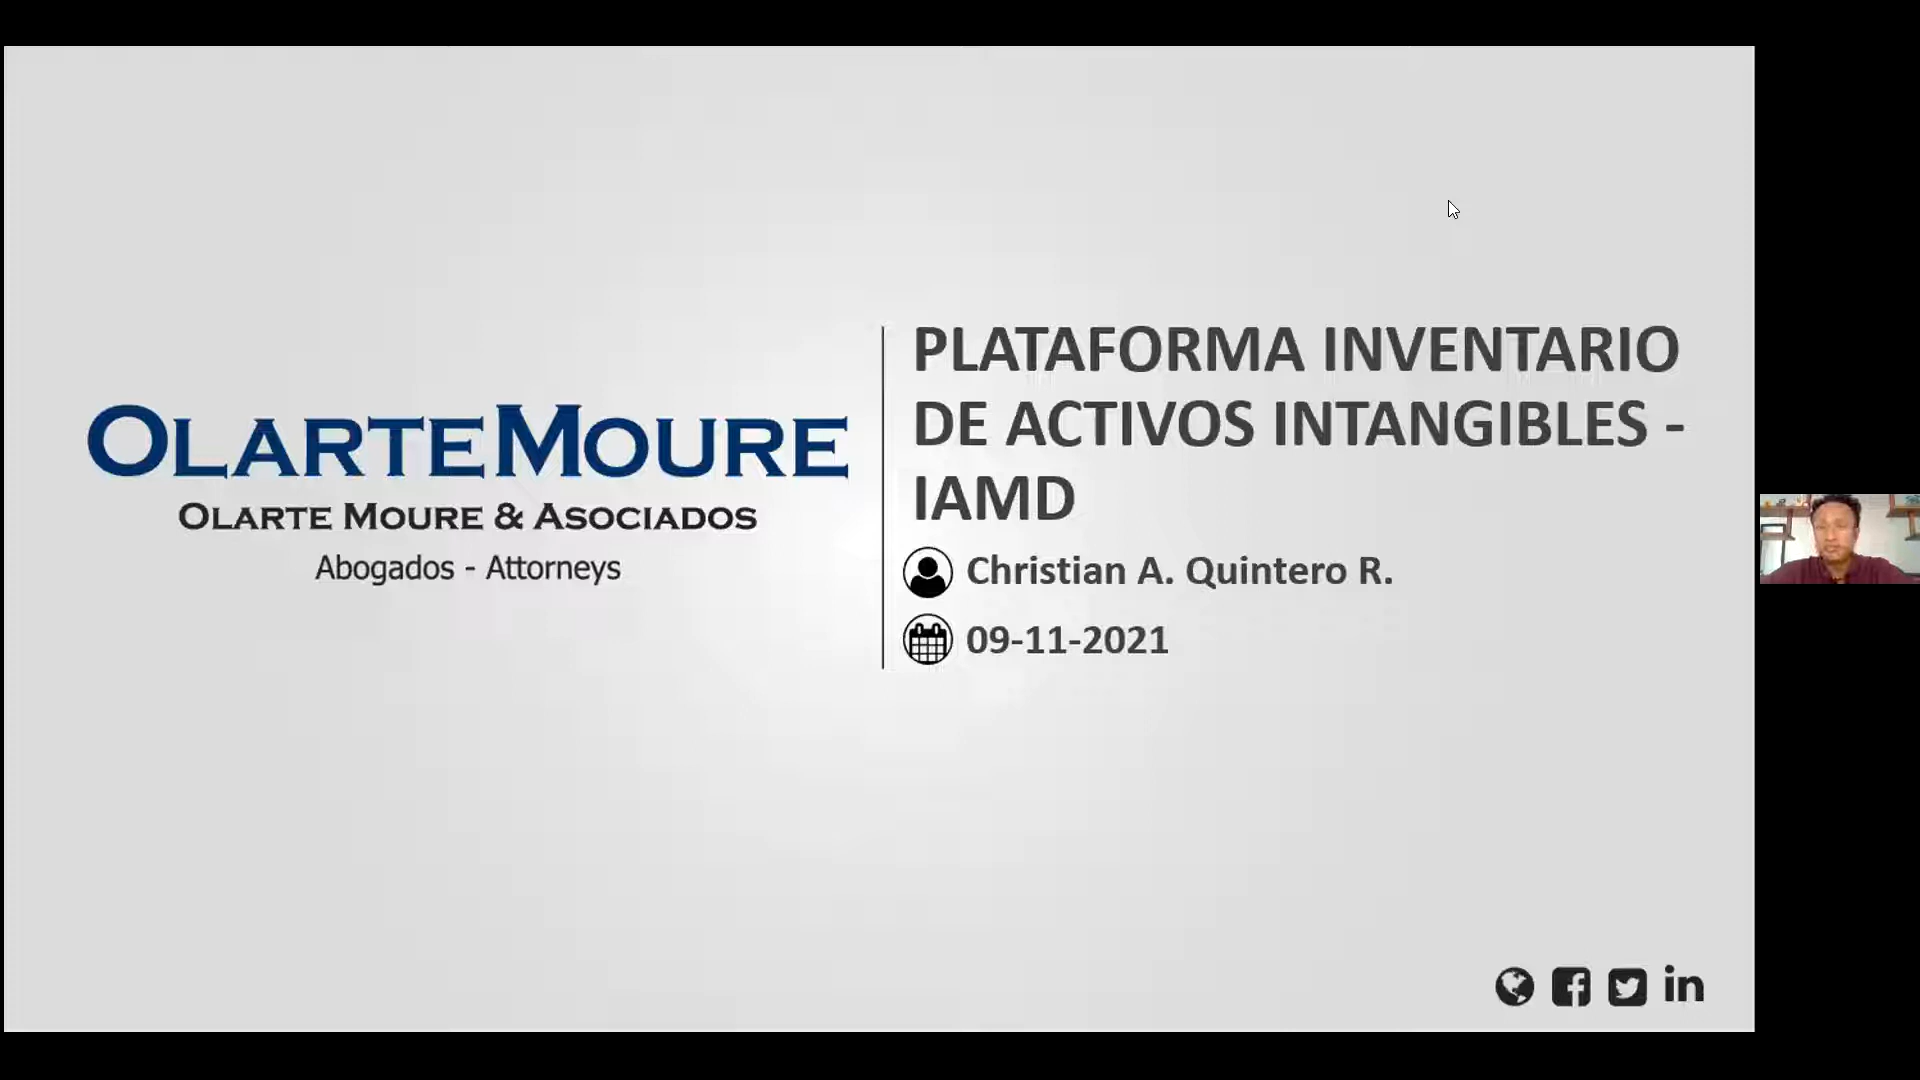 OLARTEMOURE
OLARTE MOURE & ASOCIADOS
Abogados - Attorneys
PLATAFORMA INVENTARIO
DE ACTIVOS INTANGIBLES -
IAMD
Christian A. Quintero R.
09-11-2021